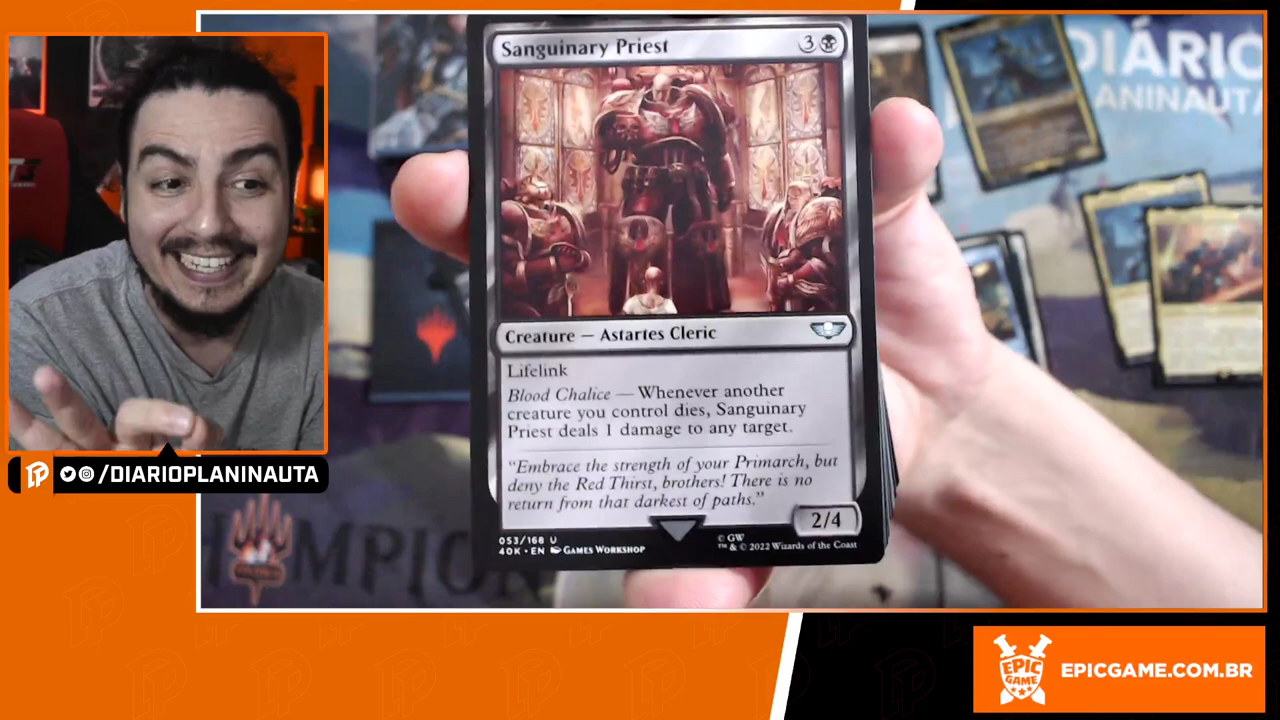 Sanguinary Priest 3
DIÁRIO
ANINAUTA
Creature — Astartes Cleric
Lifelink
Blood Chalice — Whenever another
creature you control dies, Sanguinary
Priest deals 1 damage to any target.
“Embrace the strength of your Primarch, but
deny the Red Thirst, brothers! There is no
return from that darkest of paths.”
2/4
053/168 U
40K • EN GAMES WORKSHOP
© GW
™ & © 2022 Wizards of the Coast
/DIARIOPLANINAUTA
HAMPION
EPIC
GAME
EPICGAME.COM.BR